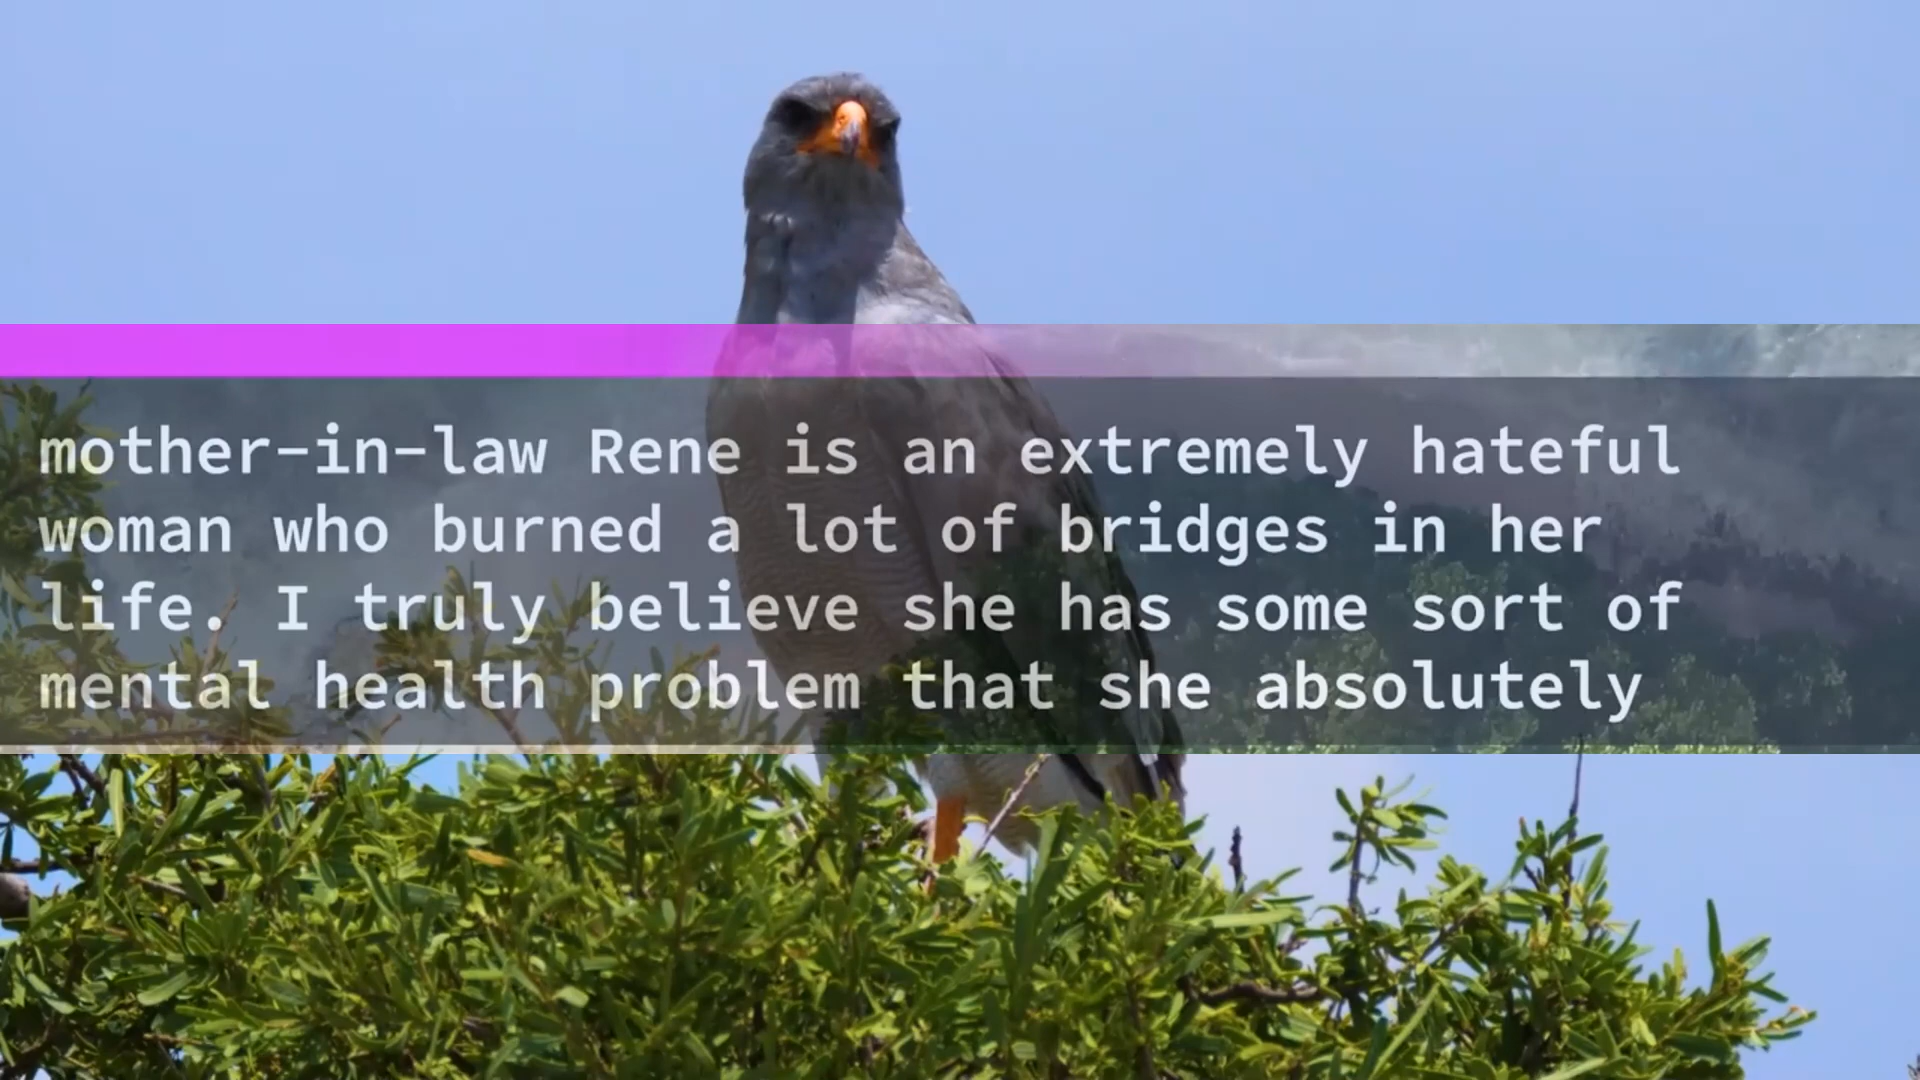 mother-in-law Rene is an extremely hateful
woman who burned a lot of bridges in her
life. I truly believe she has some sort of
mental health problem that she absolutely